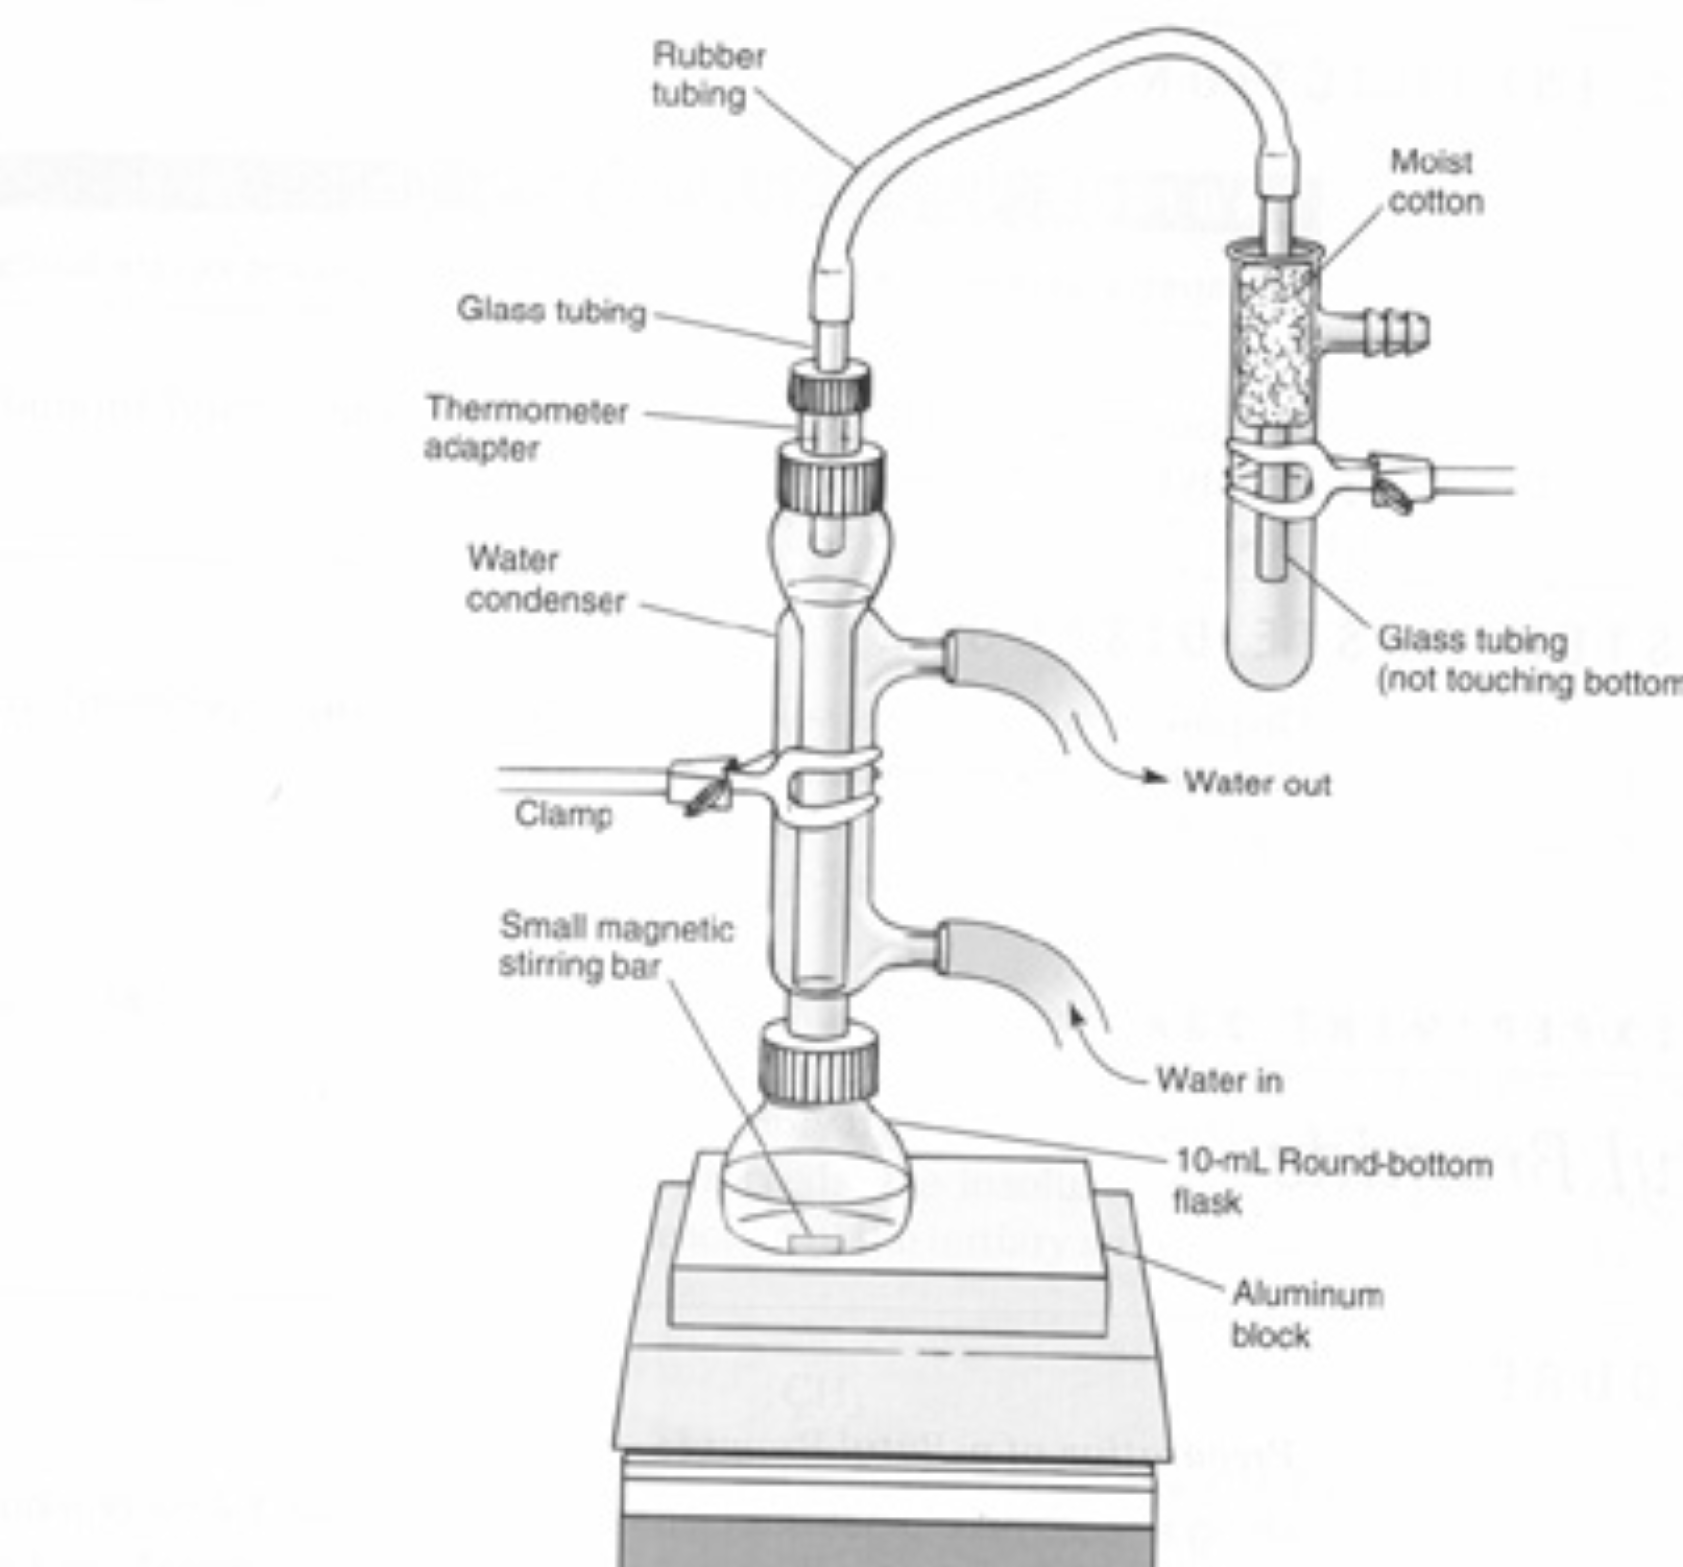 Rubber
tubing
Moist
cotton
Glass tubing
Thermometer
adapter
Water
condenser
Glass tubing
(not touching bottom
Water out
Clamp
Small magnetic
stirring bar
Water in
10-mL Round-bottom
flask
Aluminum
block